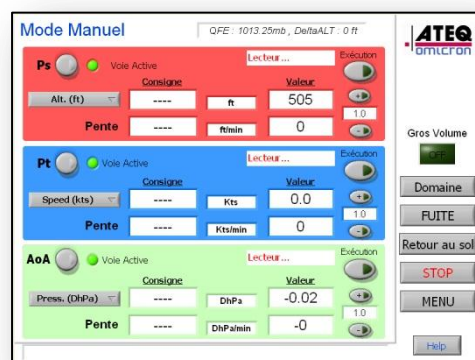 Mode Manuel
QFE : 1013.25mb , DeltaALT : 0 ft
ATEQ
omicron
Ps Voie Active Lecteur... Exécution
Consigne Valeur
Alt. (ft) ---- ft 505 +
1.0
Pente ---- ft/min 0 -
Pt Voie Active Lecteur... Exécution
Consigne Valeur
Speed (kts) ---- Kts 0.0 +
1.0
Pente ---- Kts/min 0 -
AoA Voie Active Lecteur... Exécution
Consigne Valeur
Press. (DhPa) ---- DhPa -0.02 +
1.0
Pente ---- DhPa/min -0 -
Gros Volume
OFF
Domaine
FUITE
Retour au sol
STOP
MENU
Help